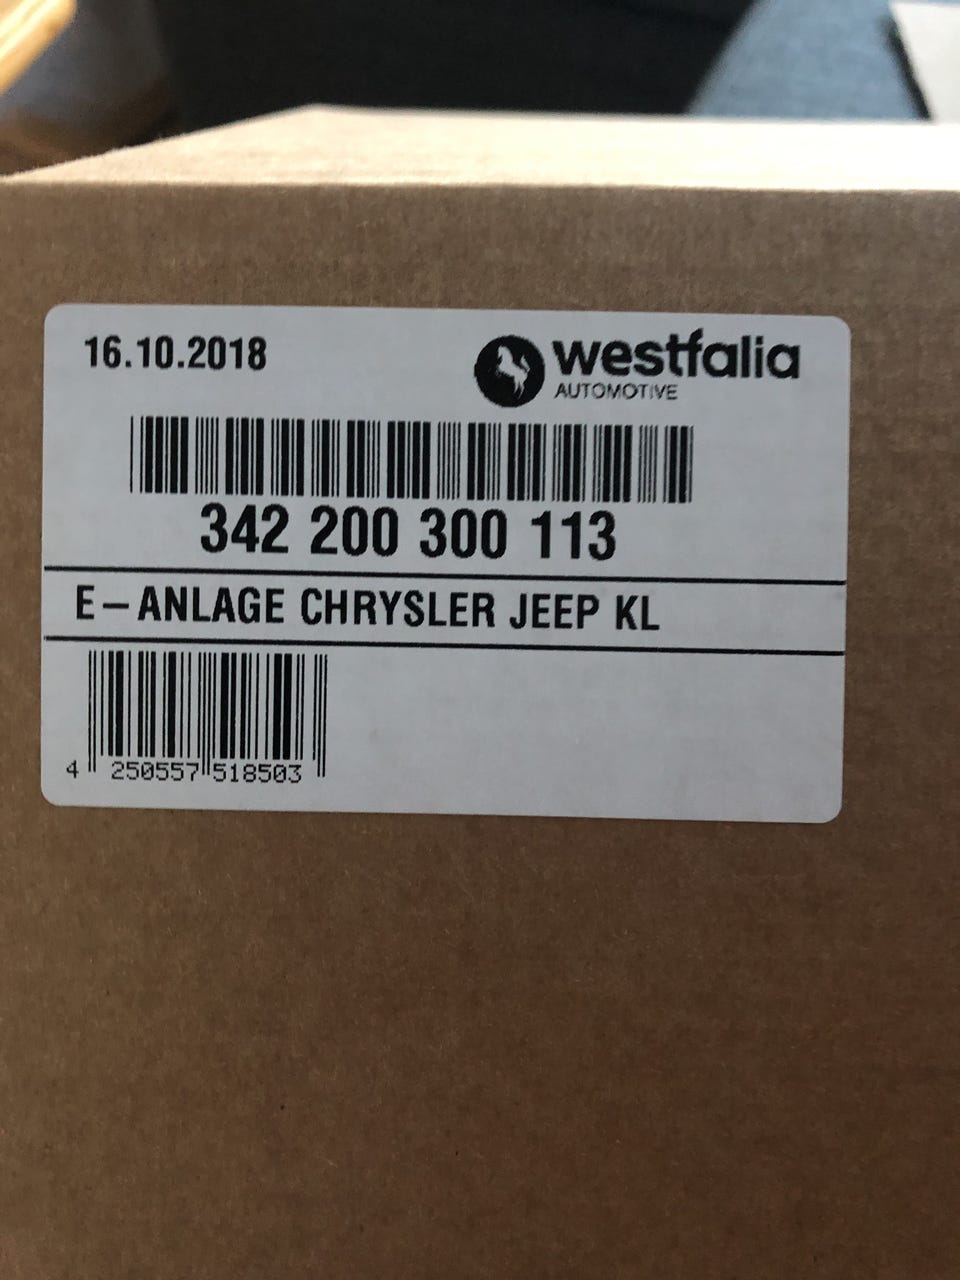 16.10.2018
westfalia
AUTOMOTIVE
342 200 300 113
E-ANLAGE CHRYSLER JEEP KL
4 250557 518503